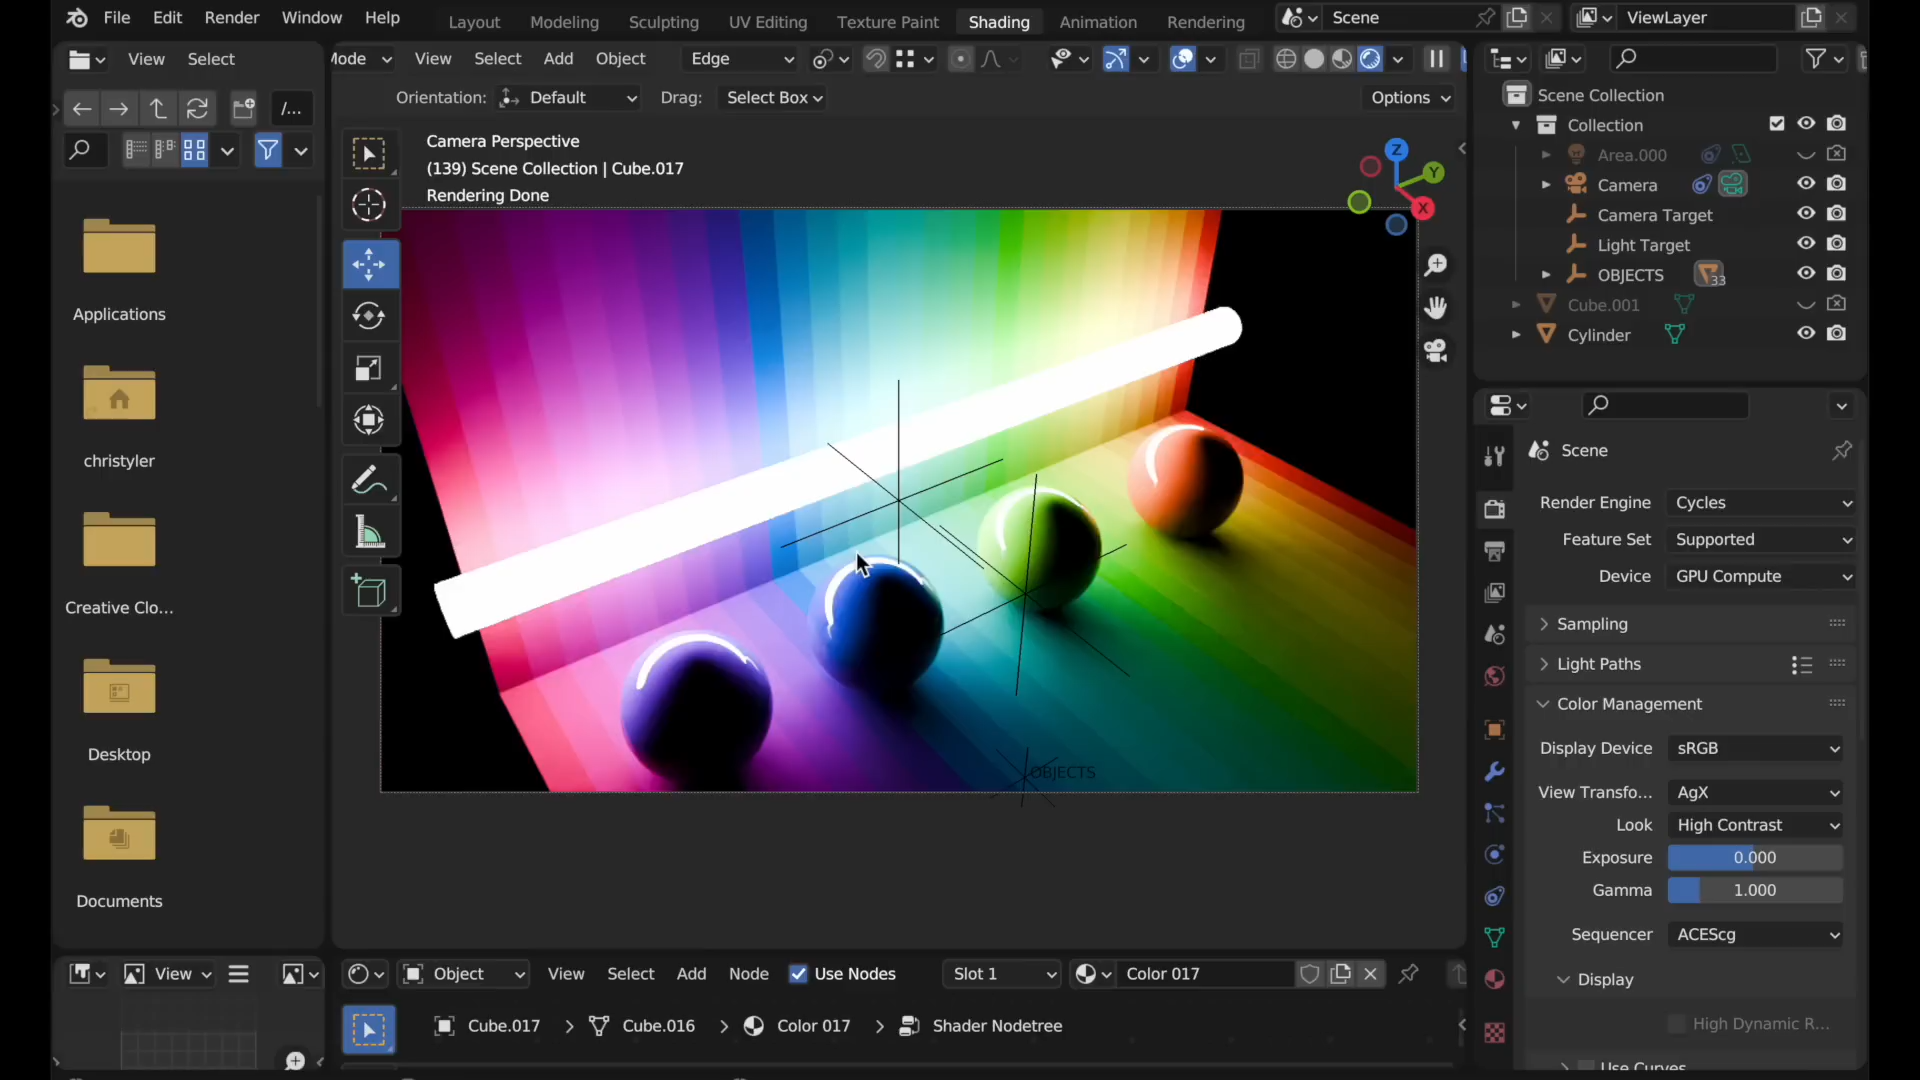 File Edit Render Window Help
Layout Modeling Sculpting UV Editing Texture Paint Shading Animation Rendering
Scene
ViewLayer
View Select
Mode View Select Add Object
Edge
Orientation: Default Drag: Select Box
Options
/...
Applications
christyler
Creative Clo...
Desktop
Documents
Camera Perspective
(139) Scene Collection | Cube.017
Rendering Done
Z
Y
X
OBJECTS
Scene Collection
Collection
Area.000
Camera
Camera Target
Light Target
OBJECTS 33
Cube.001
Cylinder
Scene
Render Engine Cycles
Feature Set Supported
Device GPU Compute
Sampling
Light Paths
Color Management
Display Device sRGB
View Transfo... AgX
Look High Contrast
Exposure 0.000
Gamma 1.000
Sequencer ACEScg
Display
High Dynamic R...
Use Curves
View
Object View Select Add Node Use Nodes Slot 1 Color 017
Cube.017 Cube.016 Color 017 Shader Nodetree